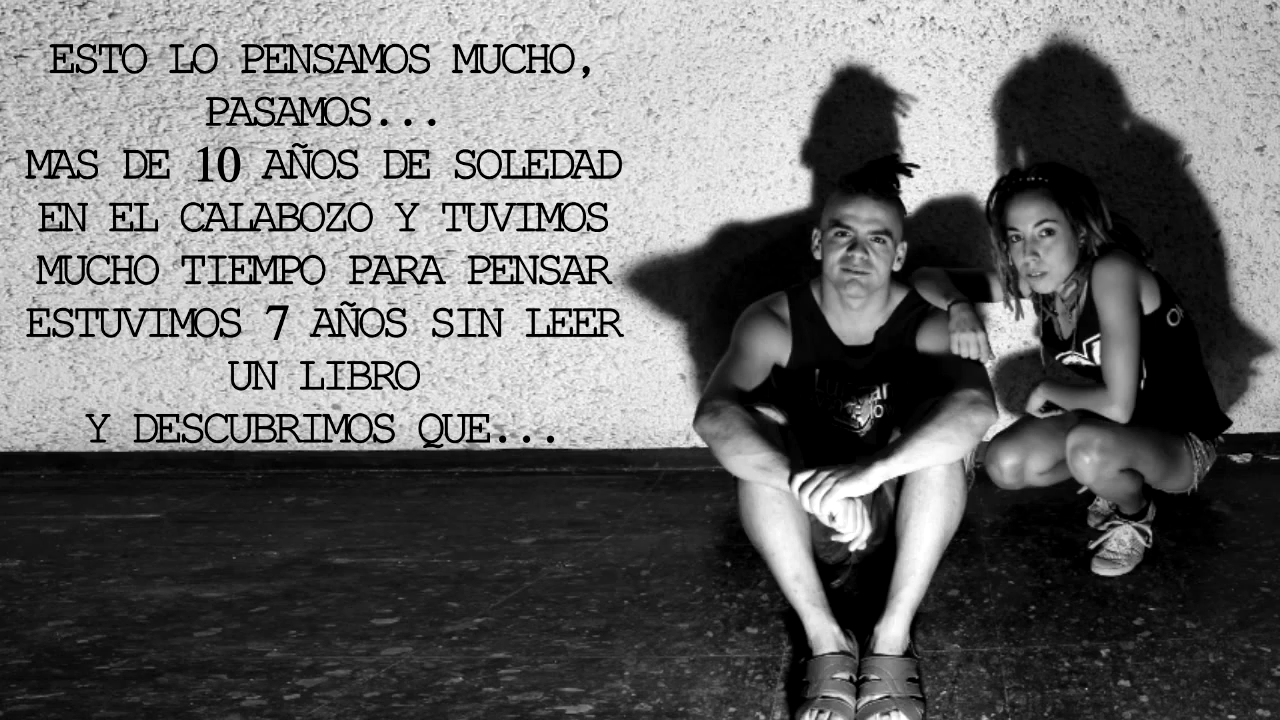 ESTO LO PENSAMOS MUCHO,
PASAMOS...
MAS DE 10 AÑOS DE SOLEDAD
EN EL CALABOZO Y TUVIMOS
MUCHO TIEMPO PARA PENSAR
ESTUVIMOS 7 AÑOS SIN LEER
UN LIBRO
Y DESCUBRIMOS QUE...